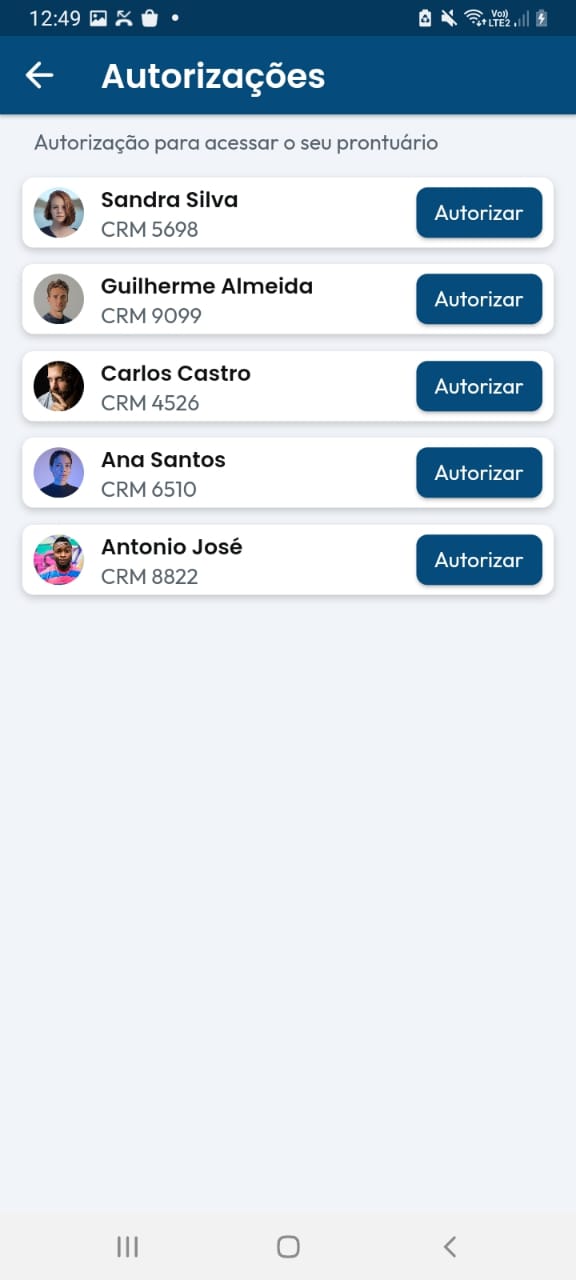 12:49
Vo))
LTE2
Autorizações
Autorização para acessar o seu prontuário
Sandra Silva
CRM 5698
Autorizar
Guilherme Almeida
CRM 9099
Autorizar
Carlos Castro
CRM 4526
Autorizar
Ana Santos
CRM 6510
Autorizar
Antonio José
CRM 8822
Autorizar